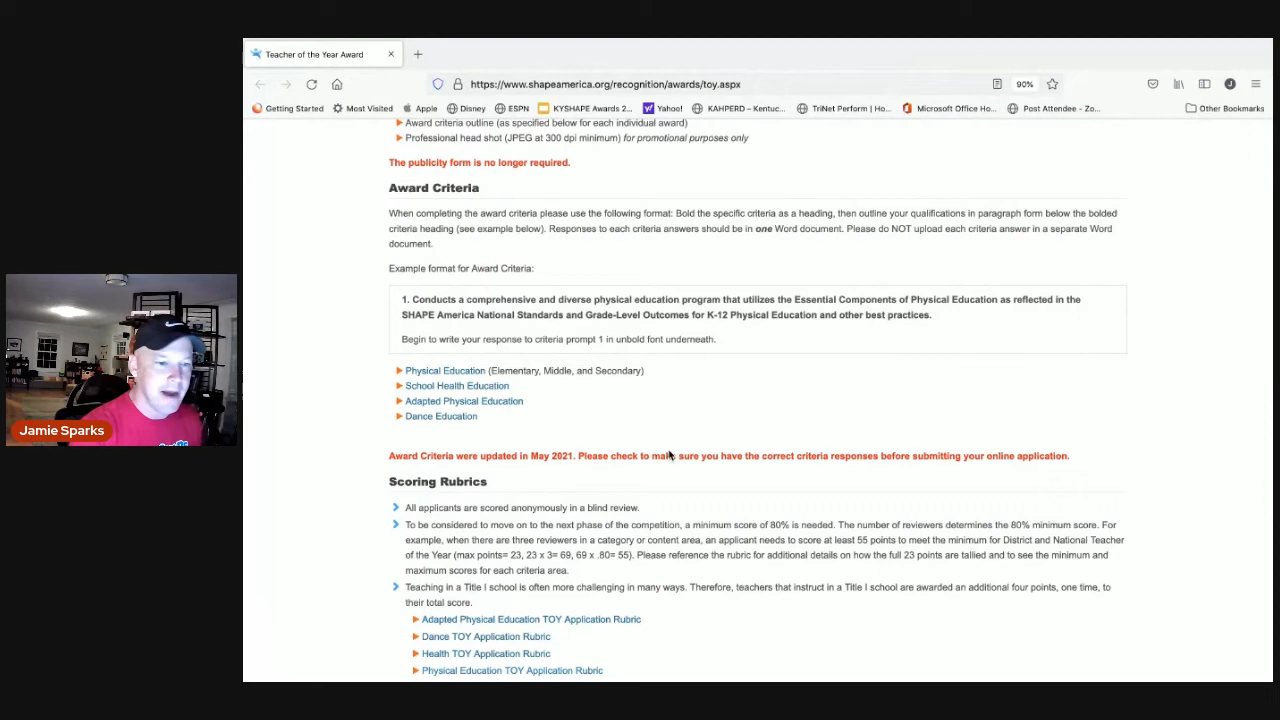 Teacher of the Year Award
https://www.shapeamerica.org/recognition/awards/toy.aspx
90%
J
Getting Started
Most Visited
Apple
Disney
ESPN
KYSHAPE Awards 2...
Yahoo!
KAHPERD – Kentuc...
TriNet Perform | Ho...
Microsoft Office Ho...
Post Attendee - Zo...
Other Bookmarks
Award criteria outline (as specified below for each individual award)
Professional head shot (JPEG at 300 dpi minimum) for promotional purposes only
The publicity form is no longer required.
Award Criteria
When completing the award criteria please use the following format: Bold the specific criteria as a heading, then outline your qualifications in paragraph form below the bolded
criteria heading (see example below). Responses to each criteria answers should be in one Word document. Please do NOT upload each criteria answer in a separate Word
document.
Example format for Award Criteria:
1. Conducts a comprehensive and diverse physical education program that utilizes the Essential Components of Physical Education as reflected in the
SHAPE America National Standards and Grade-Level Outcomes for K-12 Physical Education and other best practices.
Begin to write your response to criteria prompt 1 in unbold font underneath.
Physical Education (Elementary, Middle, and Secondary)
School Health Education
Adapted Physical Education
Dance Education
Award Criteria were updated in May 2021. Please check to make sure you have the correct criteria responses before submitting your online application.
Scoring Rubrics
All applicants are scored anonymously in a blind review.
To be considered to move on to the next phase of the competition, a minimum score of 80% is needed. The number of reviewers determines the 80% minimum score. For
example, when there are three reviewers in a category or content area, an applicant needs to score at least 55 points to meet the minimum for District and National Teacher
of the Year (max points= 23, 23 x 3= 69, 69 x .80= 55). Please reference the rubric for additional details on how the full 23 points are tallied and to see the minimum and
maximum scores for each criteria area.
Teaching in a Title I school is often more challenging in many ways. Therefore, teachers that instruct in a Title I school are awarded an additional four points, one time, to
their total score.
Adapted Physical Education TOY Application Rubric
Dance TOY Application Rubric
Health TOY Application Rubric
Physical Education TOY Application Rubric
Jamie Sparks